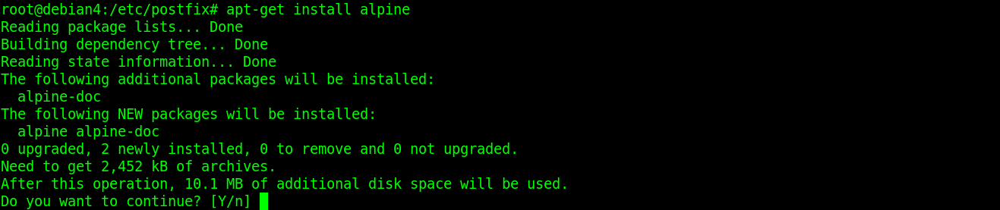 root@debian4:/etc/postfix# apt-get install alpine
Reading package lists... Done
Building dependency tree... Done
Reading state information... Done
The following additional packages will be installed:
  alpine-doc
The following NEW packages will be installed:
  alpine alpine-doc
0 upgraded, 2 newly installed, 0 to remove and 0 not upgraded.
Need to get 2,452 kB of archives.
After this operation, 10.1 MB of additional disk space will be used.
Do you want to continue? [Y/n]